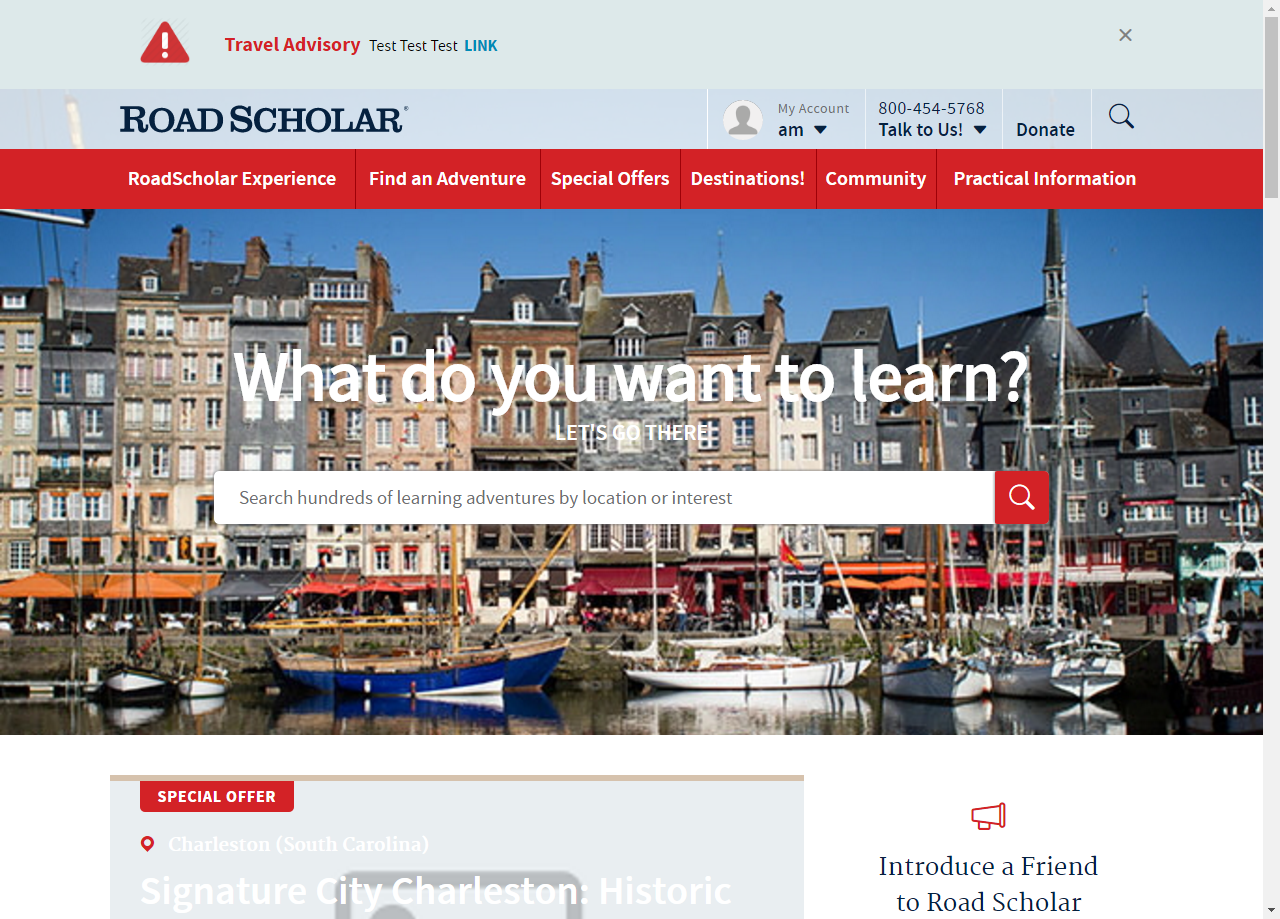 Travel Advisory Test Test Test LINK
ROAD SCHOLAR®
My Account
am
800-454-5768
Talk to Us!
Donate
RoadScholar Experience
Find an Adventure
Special Offers
Destinations!
Community
Practical Information
What do you want to learn?
LET'S GO THERE
Search hundreds of learning adventures by location or interest
SPECIAL OFFER
Charleston (South Carolina)
Signature City Charleston: Historic
Introduce a Friend
to Road Scholar